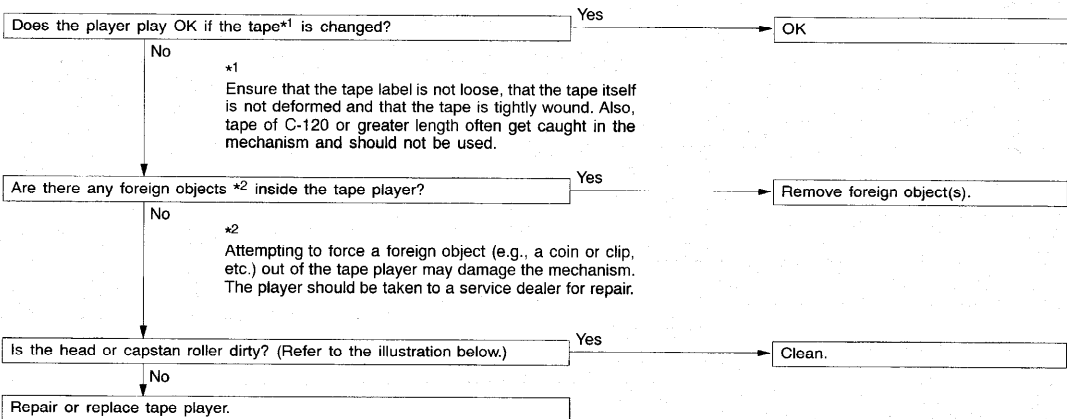 Does the player play OK if the tape*1 is changed?
Yes
OK
No
*1
Ensure that the tape label is not loose, that the tape itself
is not deformed and that the tape is tightly wound. Also,
tape of C-120 or greater length often get caught in the
mechanism and should not be used.
Are there any foreign objects *2 inside the tape player?
Yes
Remove foreign object(s).
No
*2
Attempting to force a foreign object (e.g., a coin or clip,
etc.) out of the tape player may damage the mechanism.
The player should be taken to a service dealer for repair.
Is the head or capstan roller dirty? (Refer to the illustration below.)
Yes
Clean.
No
Repair or replace tape player.